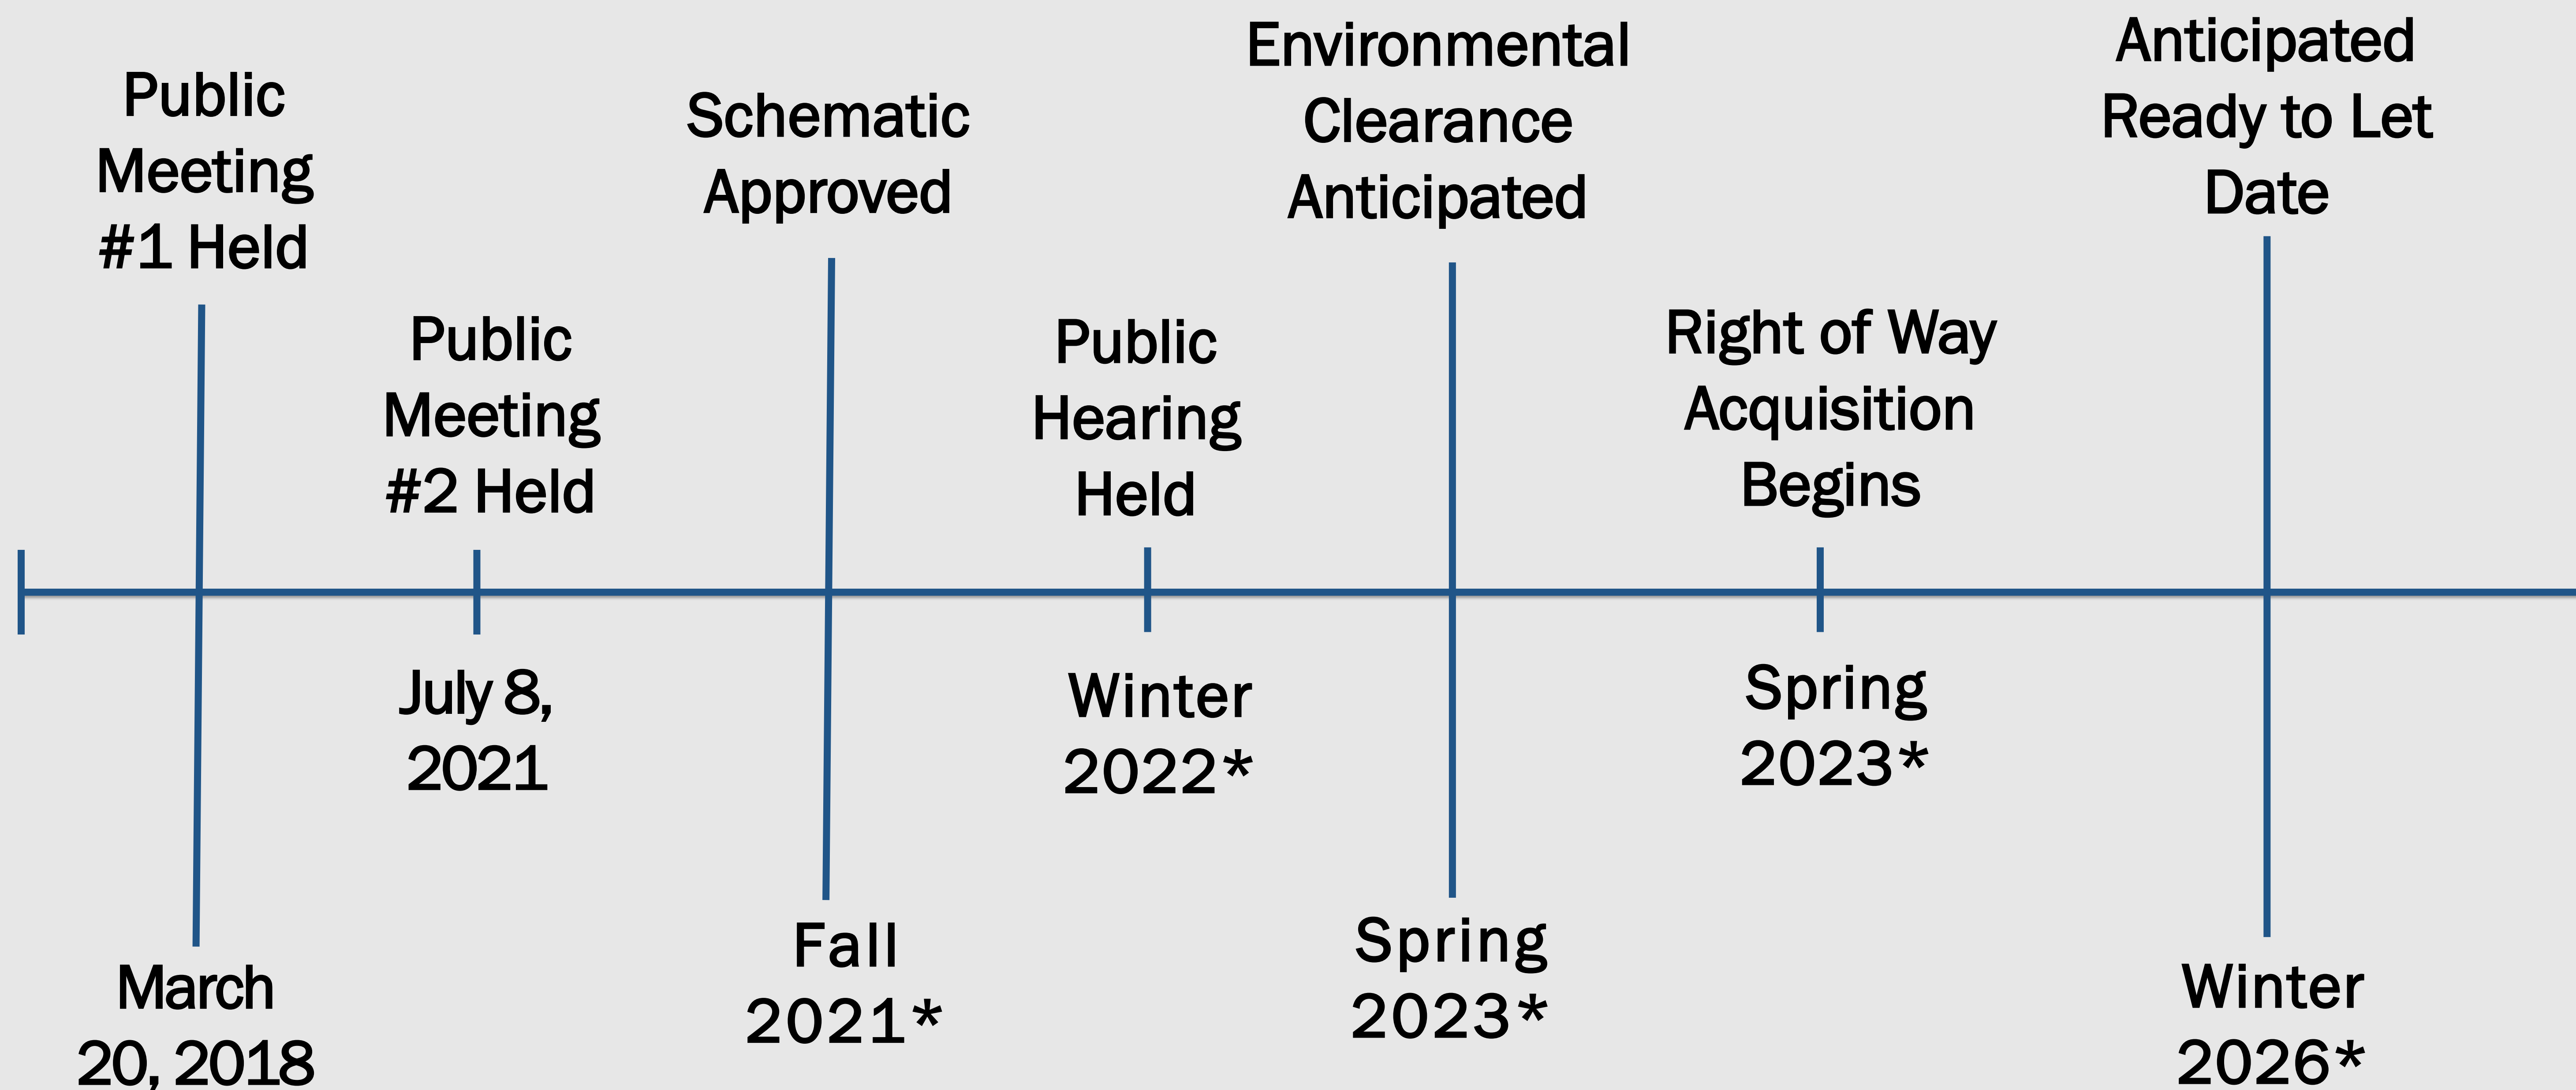 Public
Meeting
#1 Held
March
20, 2018
Public
Meeting
#2 Held
July 8,
2021
Schematic
Approved
Fall
2021*
Public
Hearing
Held
Winter
2022*
Environmental
Clearance
Anticipated
Spring
2023*
Right of Way
Acquisition
Begins
Spring
2023*
Anticipated
Ready to Let
Date
Winter
2026*